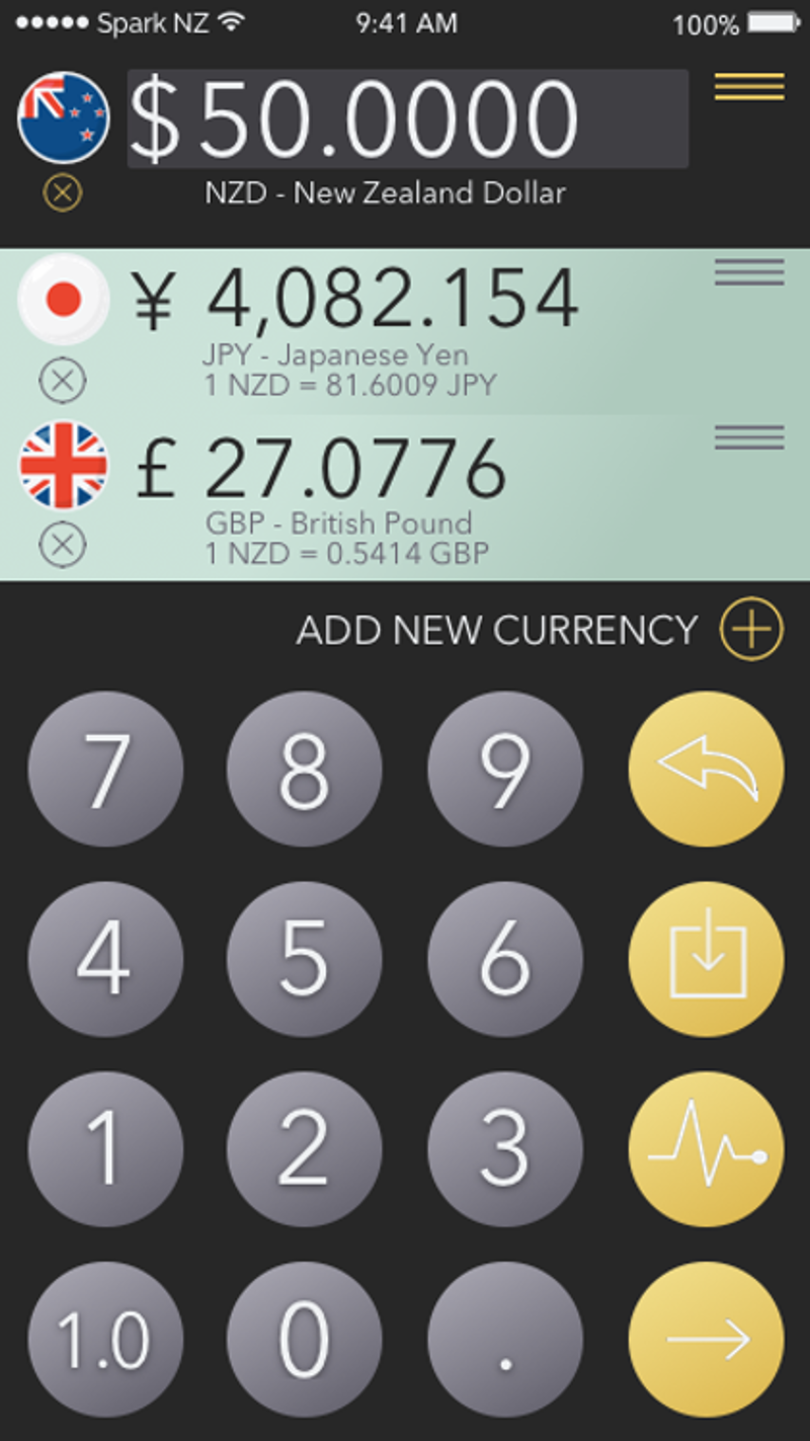 Spark NZ 9:41 AM 100%
$ 50.0000
NZD - New Zealand Dollar
¥ 4,082.154
JPY - Japanese Yen
1 NZD = 81.6009 JPY
£ 27.0776
GBP - British Pound
1 NZD = 0.5414 GBP
ADD NEW CURRENCY
7 8 9
4 5 6
1 2 3
1.0 0 .